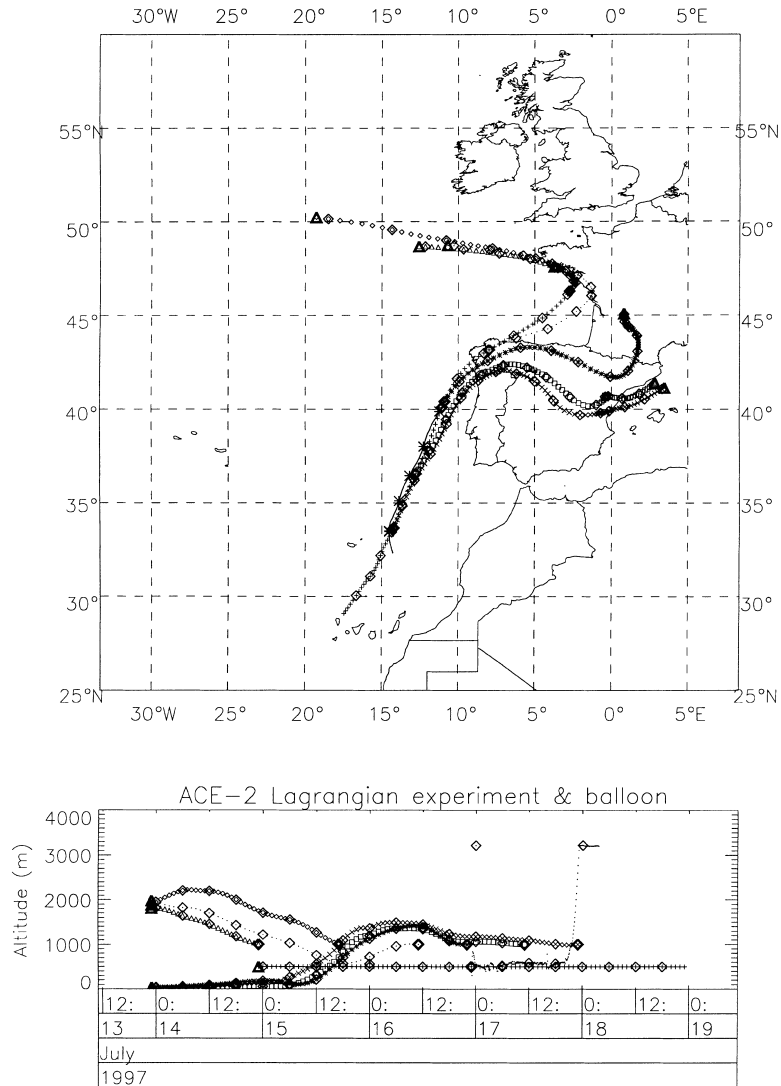 30°W 25° 20° 15° 10° 5° 0° 5°E
55°N 55°N
50°N 50°N
45°N 45°N
40° 40°
35° 35°
30° 30°
25°N 25°N
30°W 25° 20° 15° 10° 5° 0° 5°E
ACE-2 Lagrangian experiment & balloon
Altitude (m)
4000
3000
2000
1000
0
12: 0: 12: 0: 12: 0: 12: 0: 12: 0: 12: 0:
13 14 15 16 17 18 19
July
1997